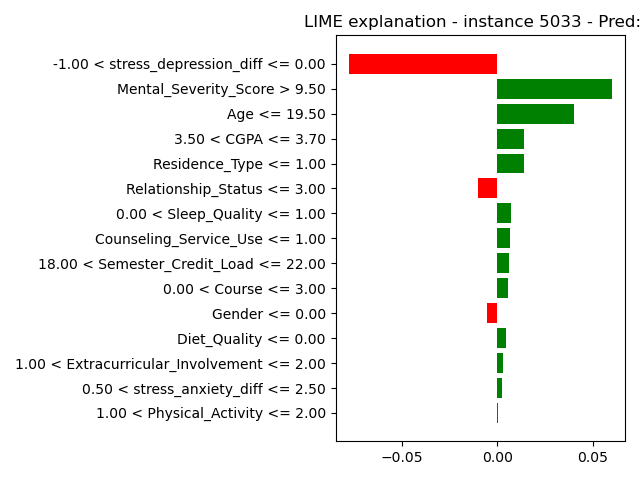 LIME explanation - instance 5033 - Pred:
-1.00 < stress_depression_diff <= 0.00
Mental_Severity_Score > 9.50
Age <= 19.50
3.50 < CGPA <= 3.70
Residence_Type <= 1.00
Relationship_Status <= 3.00
0.00 < Sleep_Quality <= 1.00
Counseling_Service_Use <= 1.00
18.00 < Semester_Credit_Load <= 22.00
0.00 < Course <= 3.00
Gender <= 0.00
Diet_Quality <= 0.00
1.00 < Extracurricular_Involvement <= 2.00
0.50 < stress_anxiety_diff <= 2.50
1.00 < Physical_Activity <= 2.00
−0.05 0.00 0.05